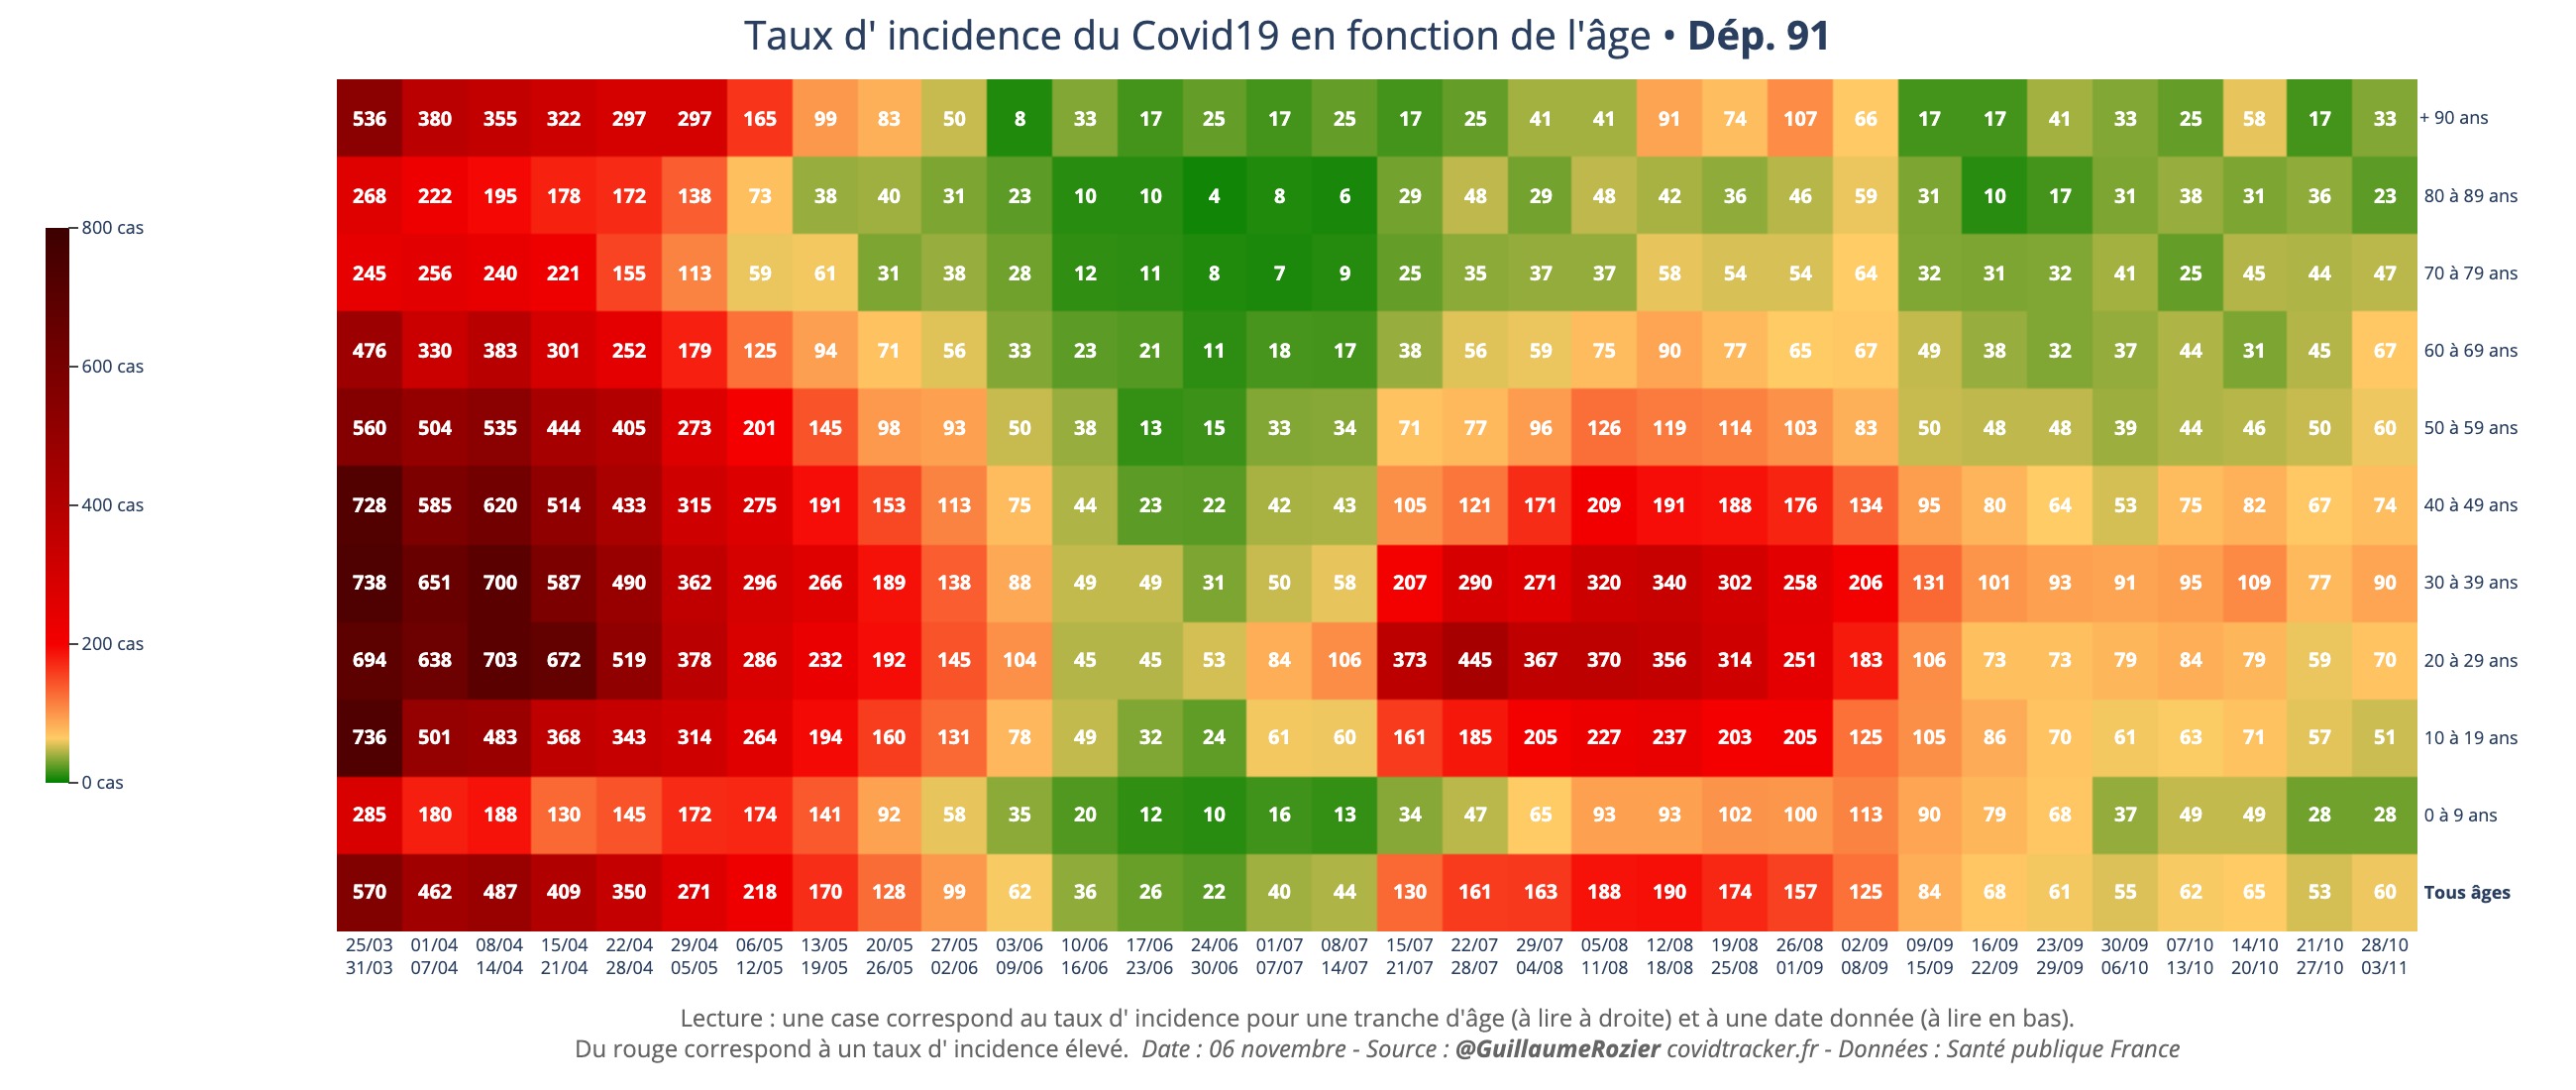 Taux d' incidence du Covid19 en fonction de l'âge • Dép. 91
536 380 355 322 297 297 165 99 83 50 8 33 17 25 17 25 17 25 41 41 91 74 107 66 17 17 41 33 25 58 17 33 + 90 ans
268 222 195 178 172 138 73 38 40 31 23 10 10 4 8 6 29 48 29 48 42 36 46 59 31 10 17 31 38 31 36 23 80 à 89 ans
800 cas
245 256 240 221 155 113 59 61 31 38 28 12 11 8 7 9 25 35 37 37 58 54 54 64 32 31 32 41 25 45 44 47 70 à 79 ans
476 330 383 301 252 179 125 94 71 56 33 23 21 11 18 17 38 56 59 75 90 77 65 67 49 38 32 37 44 31 45 67 60 à 69 ans
600 cas
560 504 535 444 405 273 201 145 98 93 50 38 13 15 33 34 71 77 96 126 119 114 103 83 50 48 48 39 44 46 50 60 50 à 59 ans
400 cas
728 585 620 514 433 315 275 191 153 113 75 44 23 22 42 43 105 121 171 209 191 188 176 134 95 80 64 53 75 82 67 74 40 à 49 ans
738 651 700 587 490 362 296 266 189 138 88 49 49 31 50 58 207 290 271 320 340 302 258 206 131 101 93 91 95 109 77 90 30 à 39 ans
200 cas
694 638 703 672 519 378 286 232 192 145 104 45 45 53 84 106 373 445 367 370 356 314 251 183 106 73 73 79 84 79 59 70 20 à 29 ans
736 501 483 368 343 314 264 194 160 131 78 49 32 24 61 60 161 185 205 227 237 203 205 125 105 86 70 61 63 71 57 51 10 à 19 ans
0 cas
285 180 188 130 145 172 174 141 92 58 35 20 12 10 16 13 34 47 65 93 93 102 100 113 90 79 68 37 49 49 28 28 0 à 9 ans
570 462 487 409 350 271 218 170 128 99 62 36 26 22 40 44 130 161 163 188 190 174 157 125 84 68 61 55 62 65 53 60 Tous âges
25/03 01/04 08/04 15/04 22/04 29/04 06/05 13/05 20/05 27/05 03/06 10/06 17/06 24/06 01/07 08/07 15/07 22/07 29/07 05/08 12/08 19/08 26/08 02/09 09/09 16/09 23/09 30/09 07/10 14/10 21/10 28/10
31/03 07/04 14/04 21/04 28/04 05/05 12/05 19/05 26/05 02/06 09/06 16/06 23/06 30/06 07/07 14/07 21/07 28/07 04/08 11/08 18/08 25/08 01/09 08/09 15/09 22/09 29/09 06/10 13/10 20/10 27/10 03/11
Lecture : une case correspond au taux d' incidence pour une tranche d'âge (à lire à droite) et à une date donnée (à lire en bas).
Du rouge correspond à un taux d' incidence élevé. Date : 06 novembre - Source : @GuillaumeRozier covidtracker.fr - Données : Santé publique France